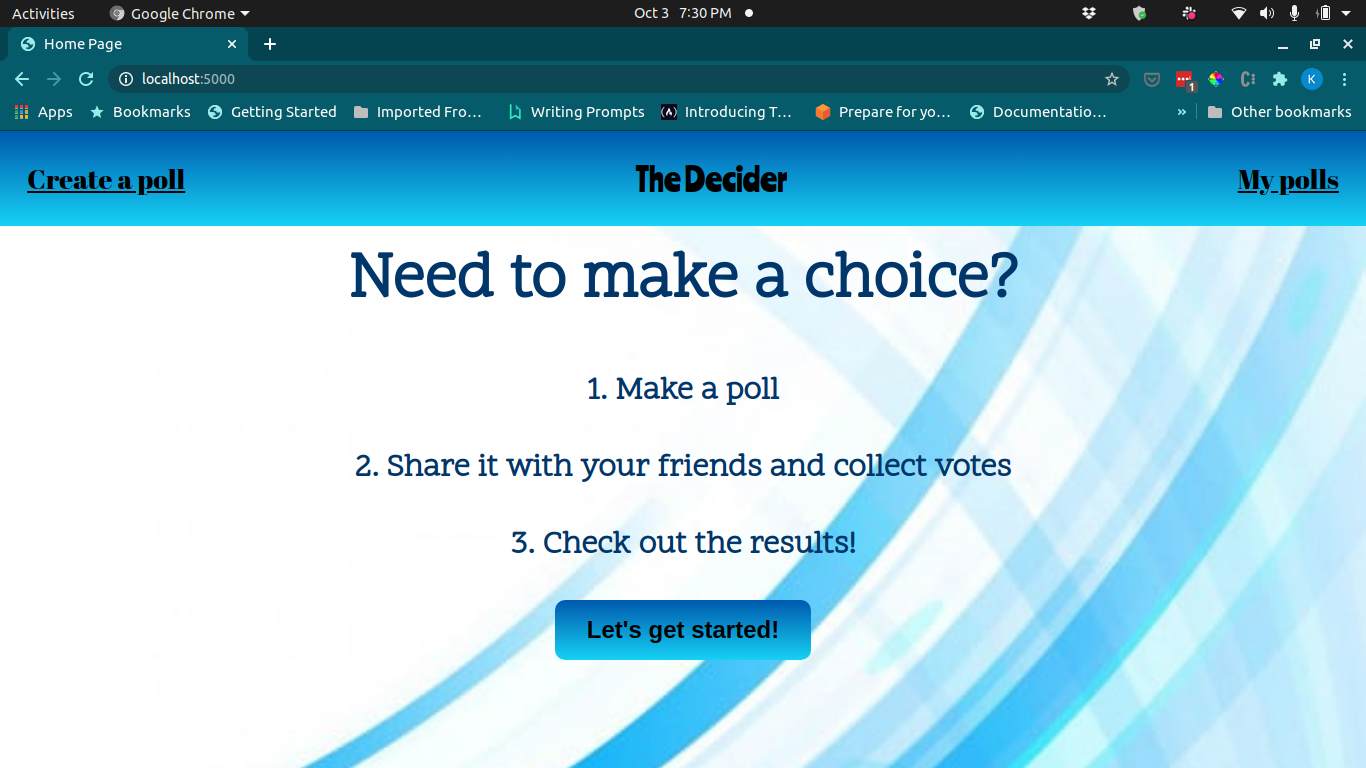 Activities Google Chrome Oct 3 7:30 PM
Home Page
localhost:5000 K 1
Apps Bookmarks Getting Started Imported Fro… Writing Prompts Introducing T… Prepare for yo… Documentatio… » Other bookmarks
Create a poll The Decider My polls
Need to make a choice?
1. Make a poll
2. Share it with your friends and collect votes
3. Check out the results!
Let's get started!